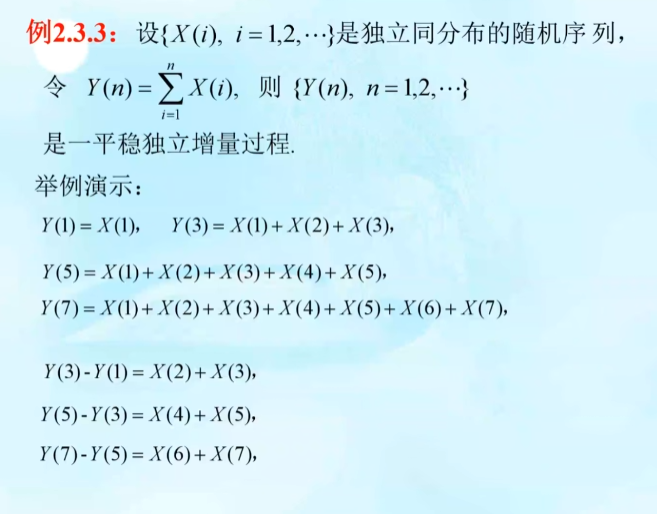 例2.3.3：设{X(i), i=1,2,⋯}是独立同分布的随机序 列，
令 Y(n)=∑_{i=1}^{n} X(i), 则 {Y(n), n=1,2,⋯}
是一平稳独立增量过程.
举例演示：
Y(1)=X(1)， Y(3)=X(1)+X(2)+X(3)，
Y(5)=X(1)+X(2)+X(3)+X(4)+X(5)，
Y(7)=X(1)+X(2)+X(3)+X(4)+X(5)+X(6)+X(7)，
Y(3)-Y(1)=X(2)+X(3)，
Y(5)-Y(3)=X(4)+X(5)，
Y(7)-Y(5)=X(6)+X(7)，